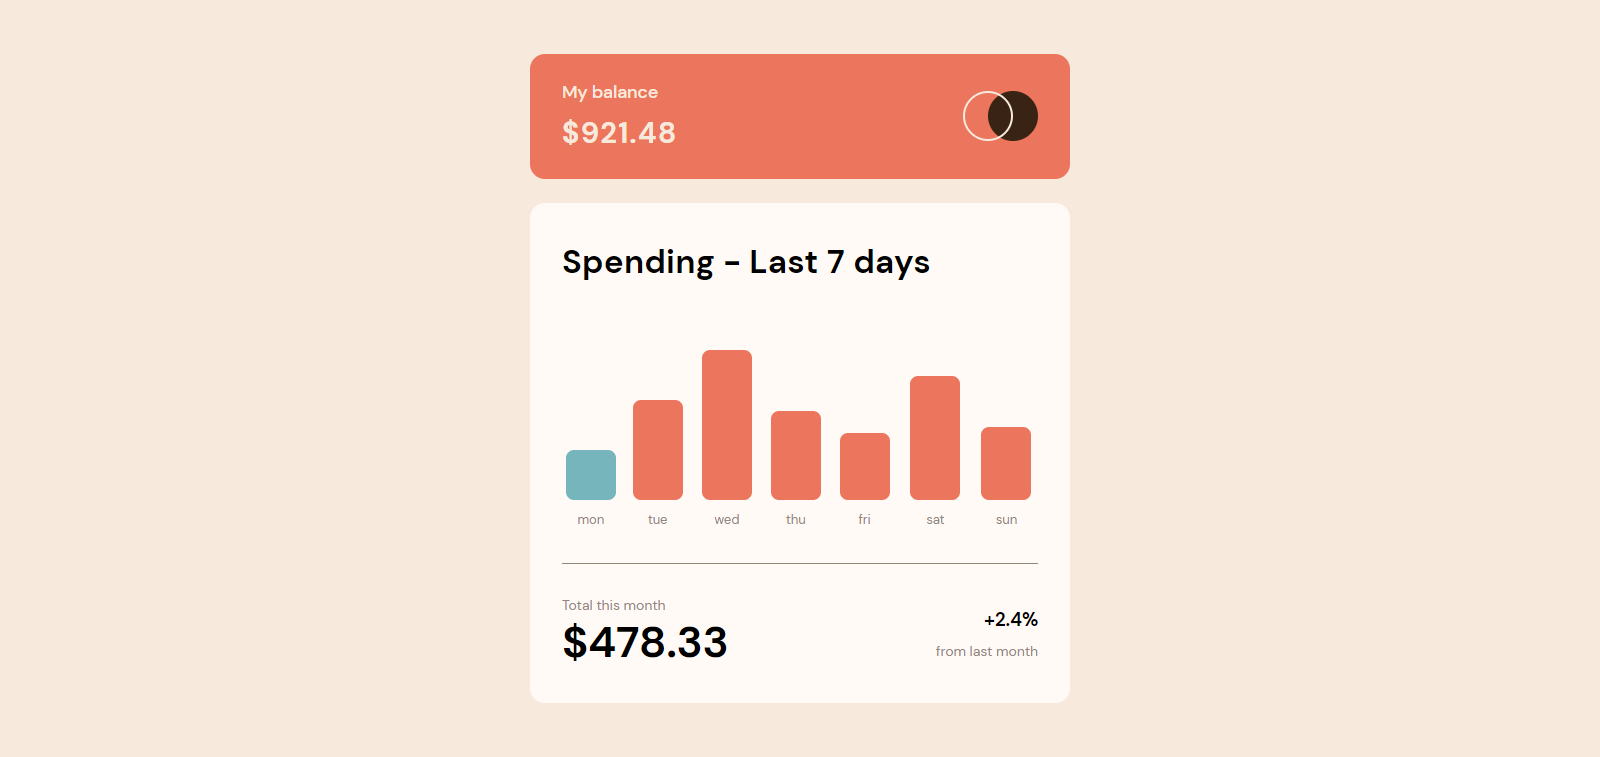 My balance
$921.48
Spending - Last 7 days
mon tue wed thu fri sat sun
Total this month
$478.33
+2.4%
from last month